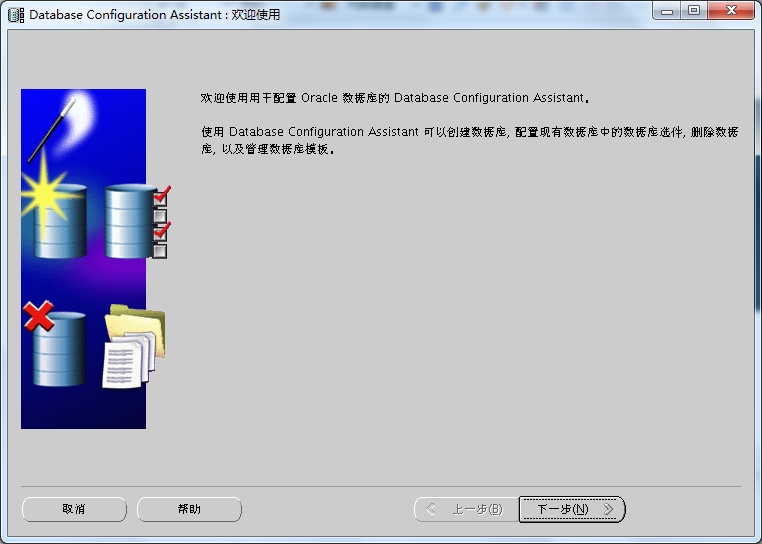 Database Configuration Assistant : 欢迎使用
欢迎使用用于配置 Oracle 数据库的 Database Configuration Assistant。
使用 Database Configuration Assistant 可以创建数据库, 配置现有数据库中的数据库选件, 删除数据
库, 以及管理数据库模板。
取消 帮助 上一步(B) 下一步(N)